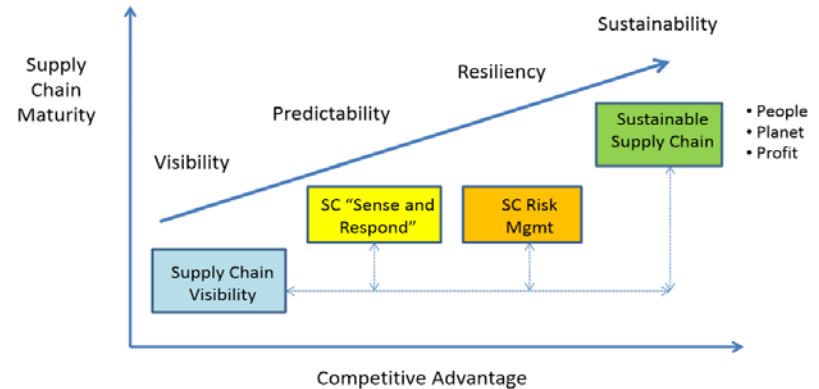 Sustainability
Supply
Chain
Maturity
Resiliency
Predictability
Visibility
Sustainable
Supply Chain
• People
• Planet
• Profit
SC “Sense and
Respond”
SC Risk
Mgmt
Supply Chain
Visibility
Competitive Advantage